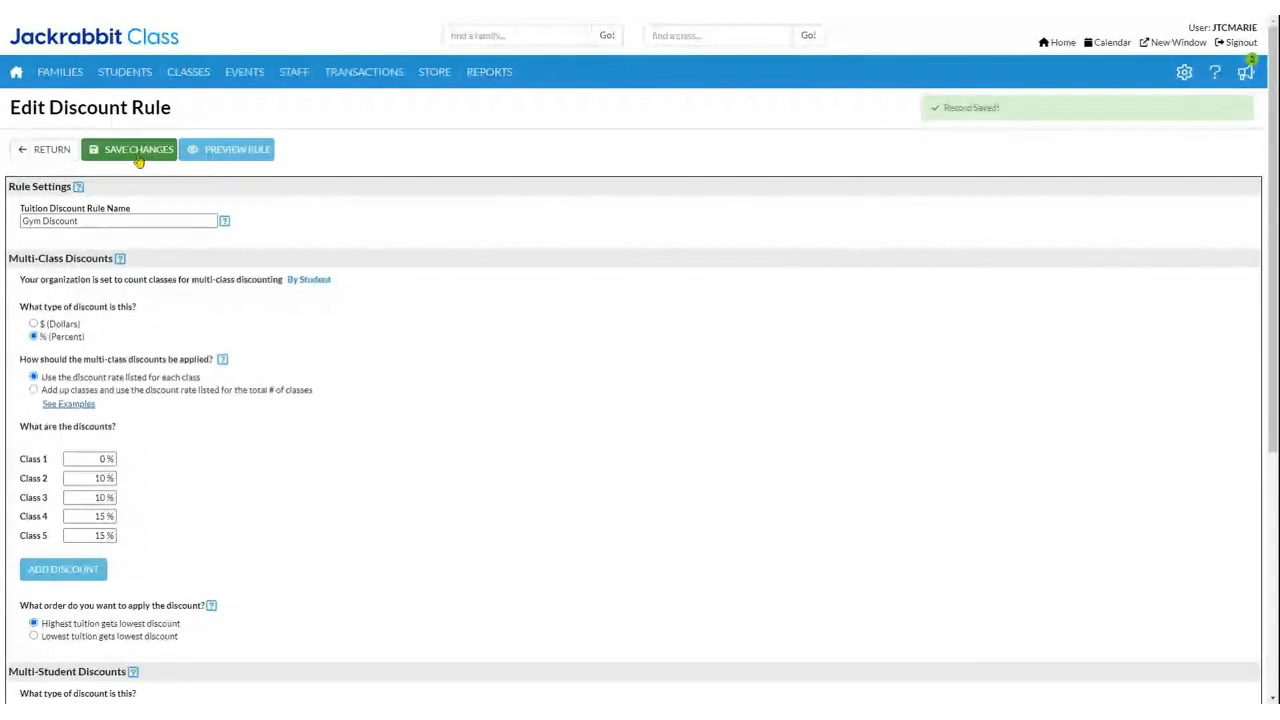 Jackrabbit Class
Find a family... Go! find a class... Go!
User: JTCMARIE
Home Calendar New Window Signout
FAMILIES STUDENTS CLASSES EVENTS STAFF TRANSACTIONS STORE REPORTS
? 3
Edit Discount Rule
✓ Record Saved!
← RETURN SAVE CHANGES PREVIEW RULE
Rule Settings ?
Tuition Discount Rule Name
Gym Discount ?
Multi-Class Discounts ?
Your organization is set to count classes for multi-class discounting By Student
What type of discount is this?
$ (Dollars)
% (Percent)
How should the multi-class discounts be applied? ?
Use the discount rate listed for each class
Add up classes and use the discount rate listed for the total # of classes
See Examples
What are the discounts?
Class 1 0 %
Class 2 10 %
Class 3 10 %
Class 4 15 %
Class 5 15 %
ADD DISCOUNT
What order do you want to apply the discount? ?
Highest tuition gets lowest discount
Lowest tuition gets lowest discount
Multi-Student Discounts ?
What type of discount is this?